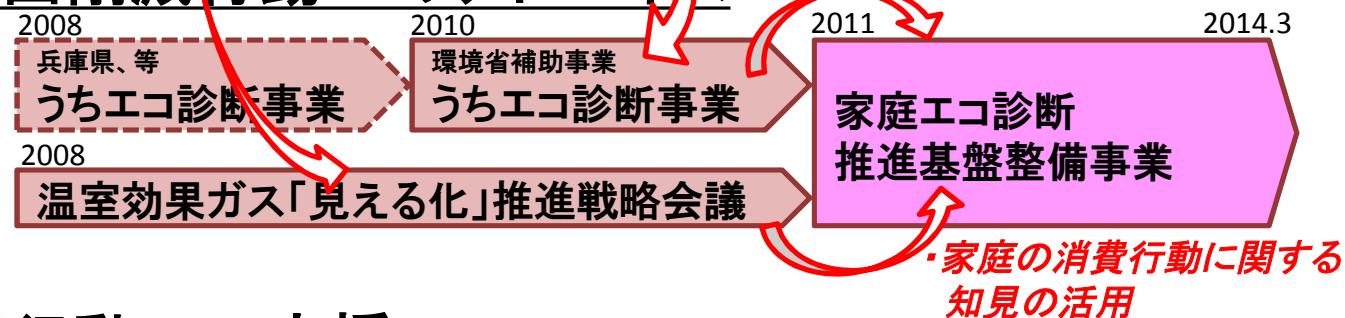 2008
2010
2011
2014.3
兵庫県、等
うちエコ診断事業
環境省補助事業
うちエコ診断事業
家庭エコ診断
推進基盤整備事業
2008
温室効果ガス「見える化」推進戦略会議
・家庭の消費行動に関する
知見の活用